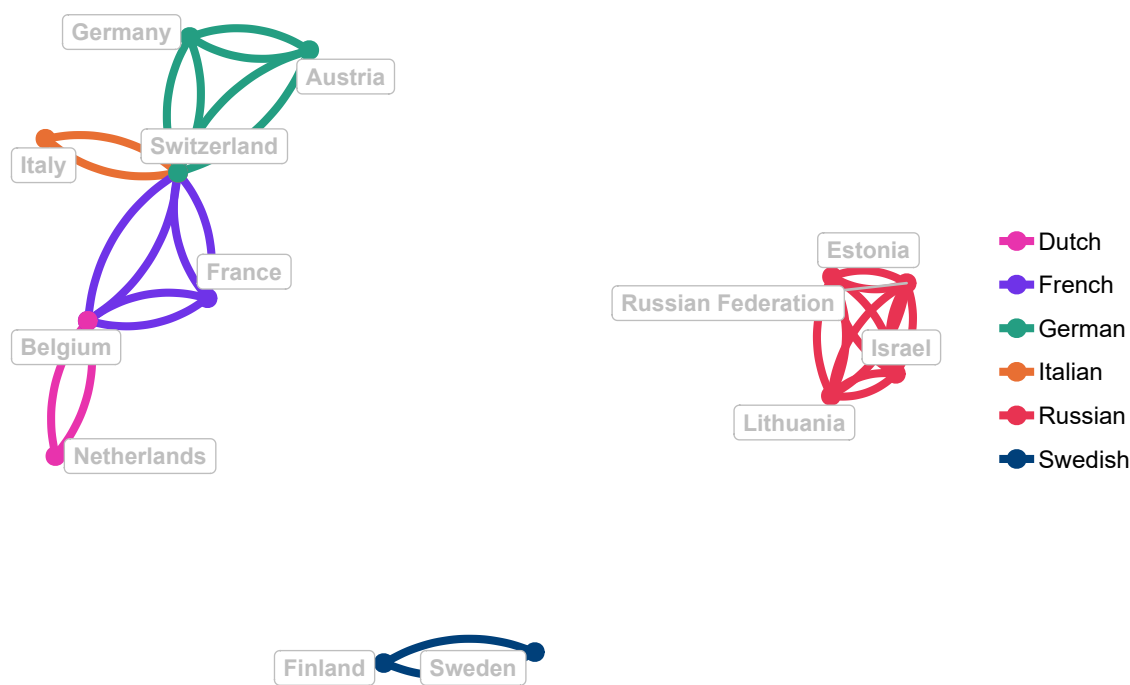 Germany
Austria
Switzerland
Italy
France
Belgium
Netherlands
Estonia
Russian Federation
Israel
Lithuania
Finland
Sweden
Dutch
French
German
Italian
Russian
Swedish